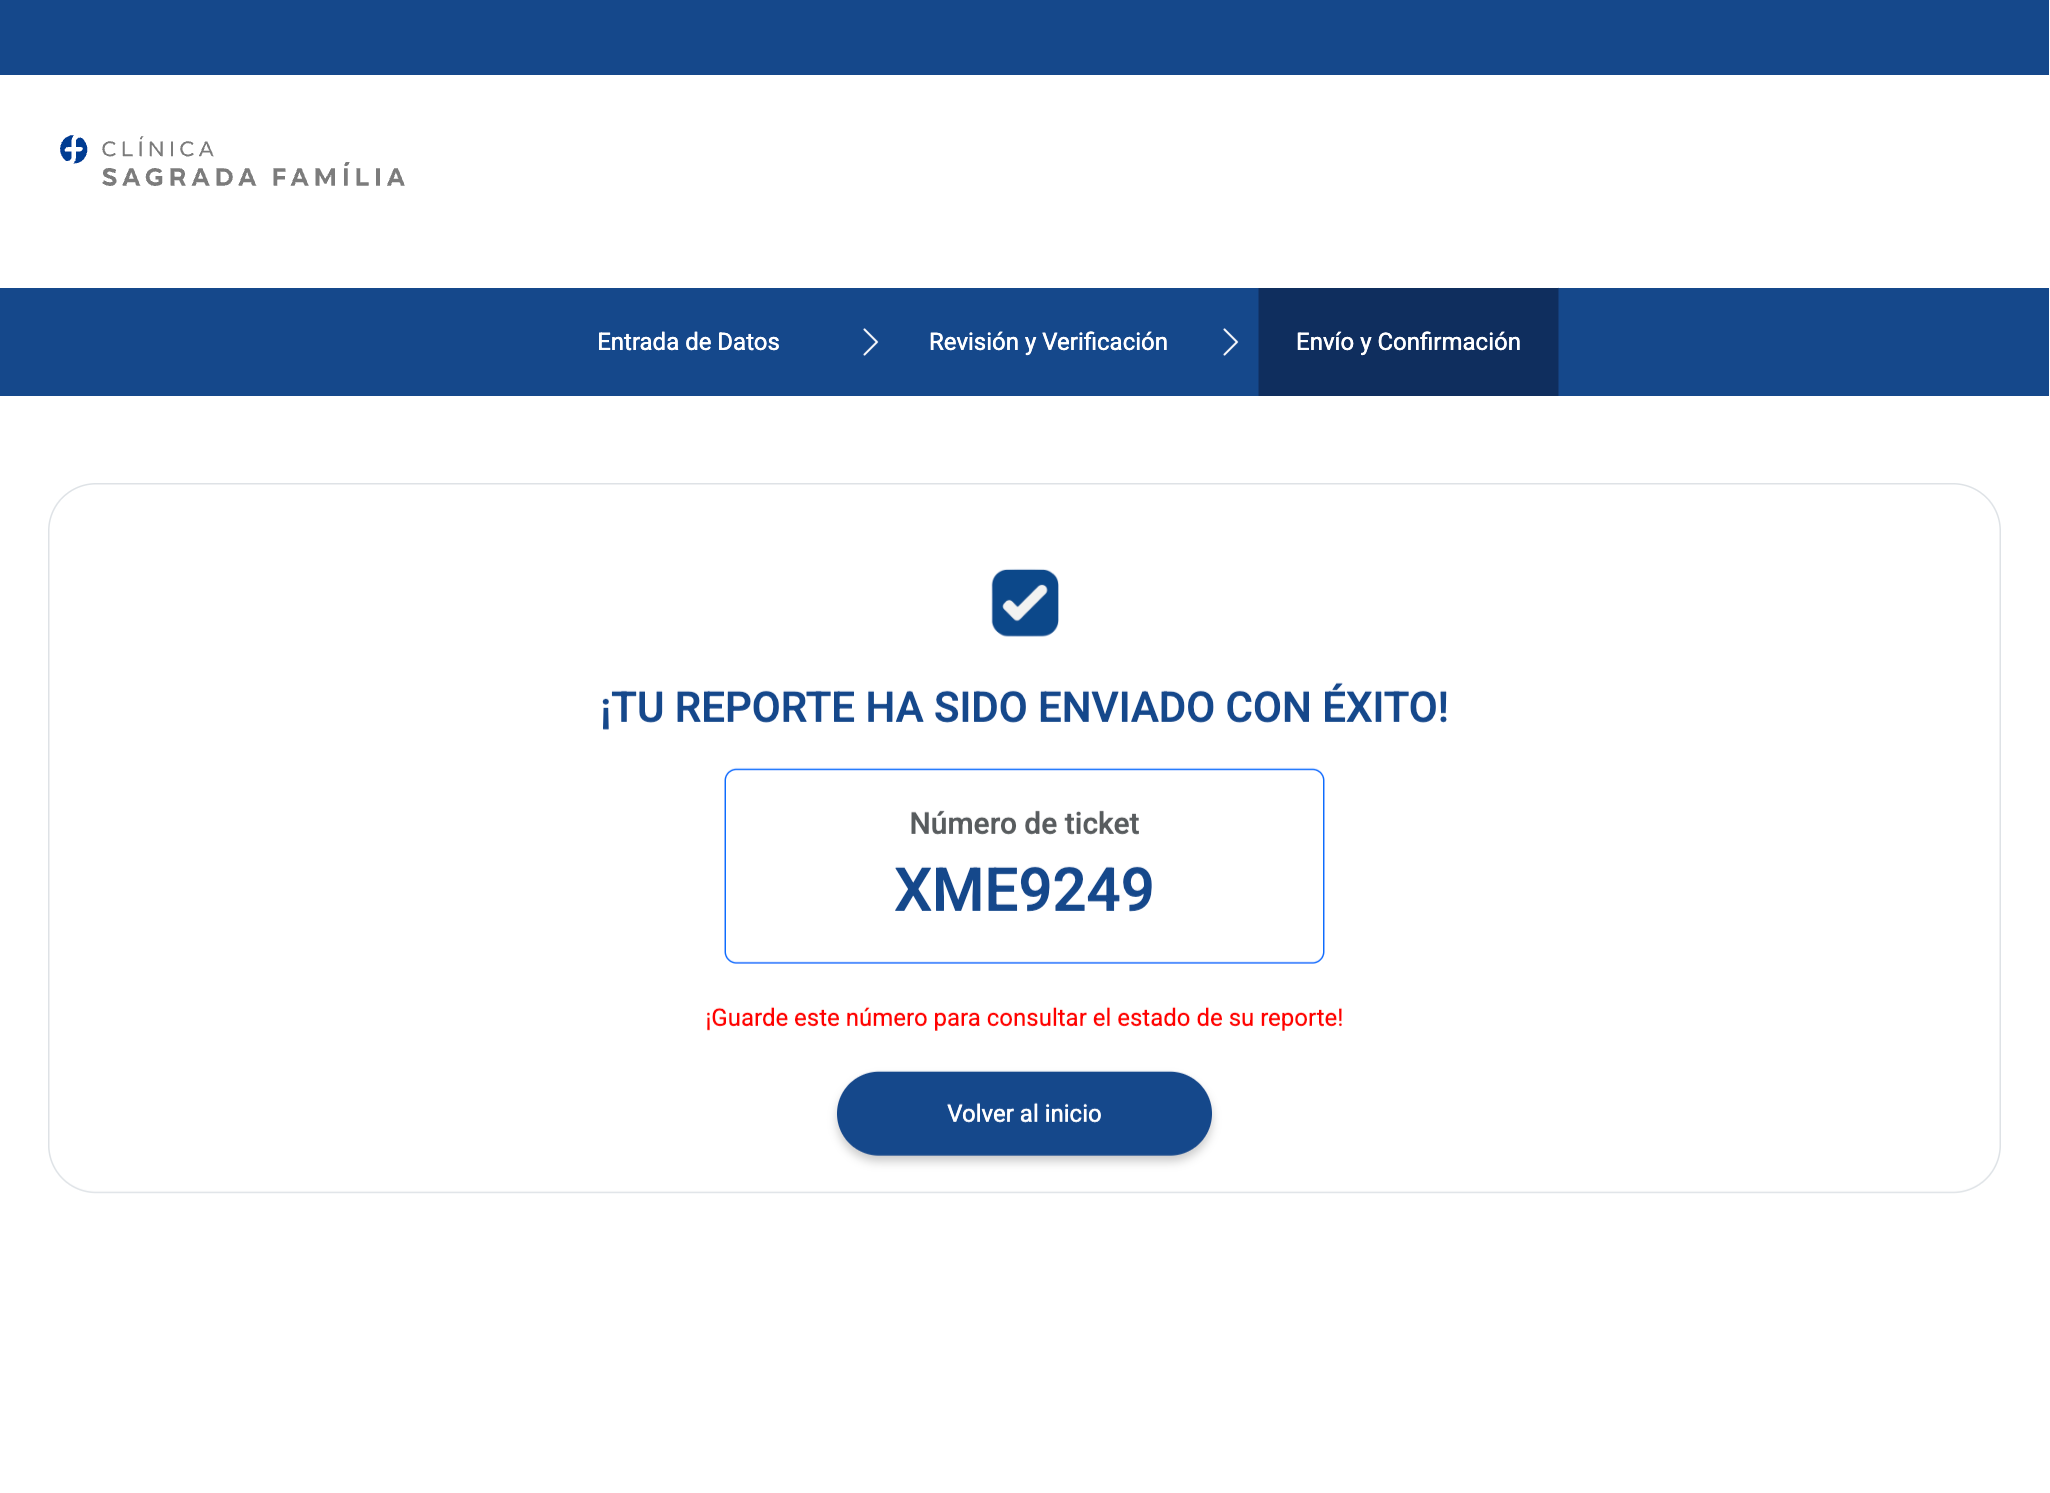 CLÍNICA
SAGRADA FAMÍLIA
Entrada de Datos
Revisión y Verificación
Envío y Confirmación
¡TU REPORTE HA SIDO ENVIADO CON ÉXITO!
Número de ticket
XME9249
¡Guarde este número para consultar el estado de su reporte!
Volver al inicio